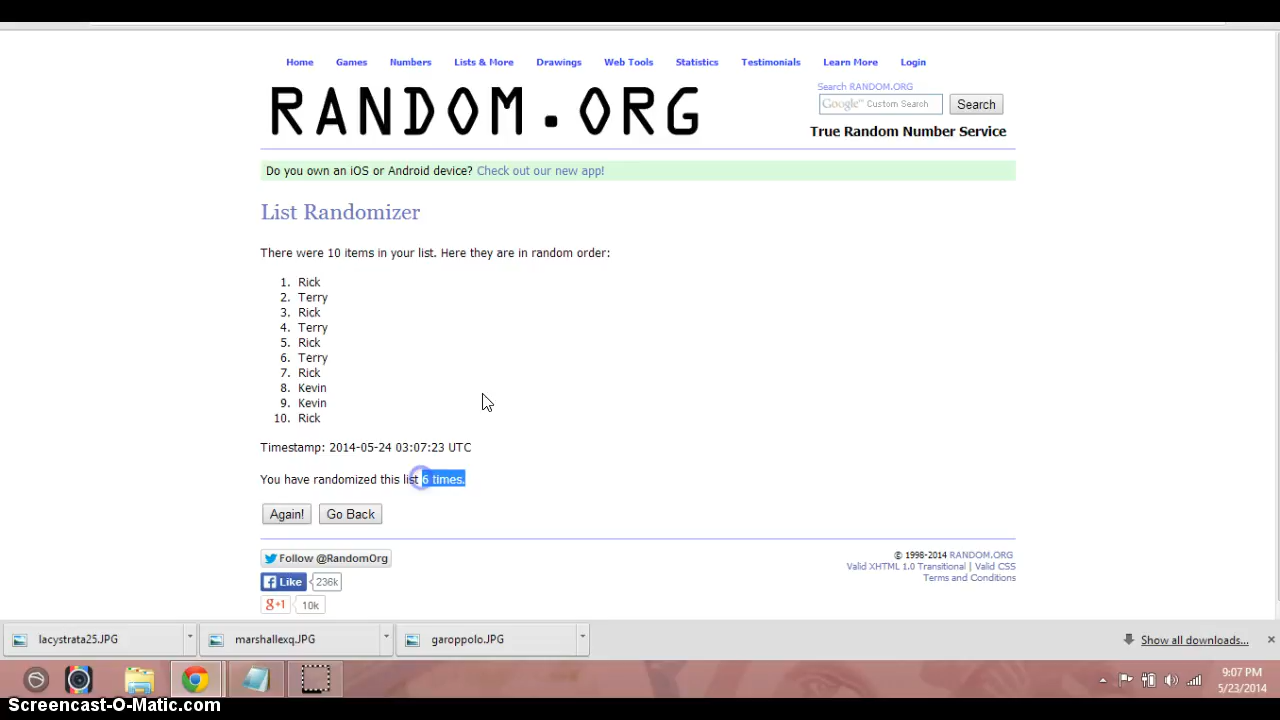 Home Games Numbers Lists & More Drawings Web Tools Statistics Testimonials Learn More Login
RANDOM.ORG
Search RANDOM.ORG
Google™ Custom Search Search
True Random Number Service
Do you own an iOS or Android device? Check out our new app!
List Randomizer
There were 10 items in your list. Here they are in random order:
1. Rick
2. Terry
3. Rick
4. Terry
5. Rick
6. Terry
7. Rick
8. Kevin
9. Kevin
10. Rick
Timestamp: 2014-05-24 03:07:23 UTC
You have randomized this list 6 times.
Again! Go Back
Follow @RandomOrg
Like 236k
g+1 10k
© 1998-2014 RANDOM.ORG
Valid XHTML 1.0 Transitional | Valid CSS
Terms and Conditions
lacystrata25.JPG marshallexq.JPG garoppolo.JPG Show all downloads...
9:07 PM
5/23/2014
Screencast-O-Matic.com